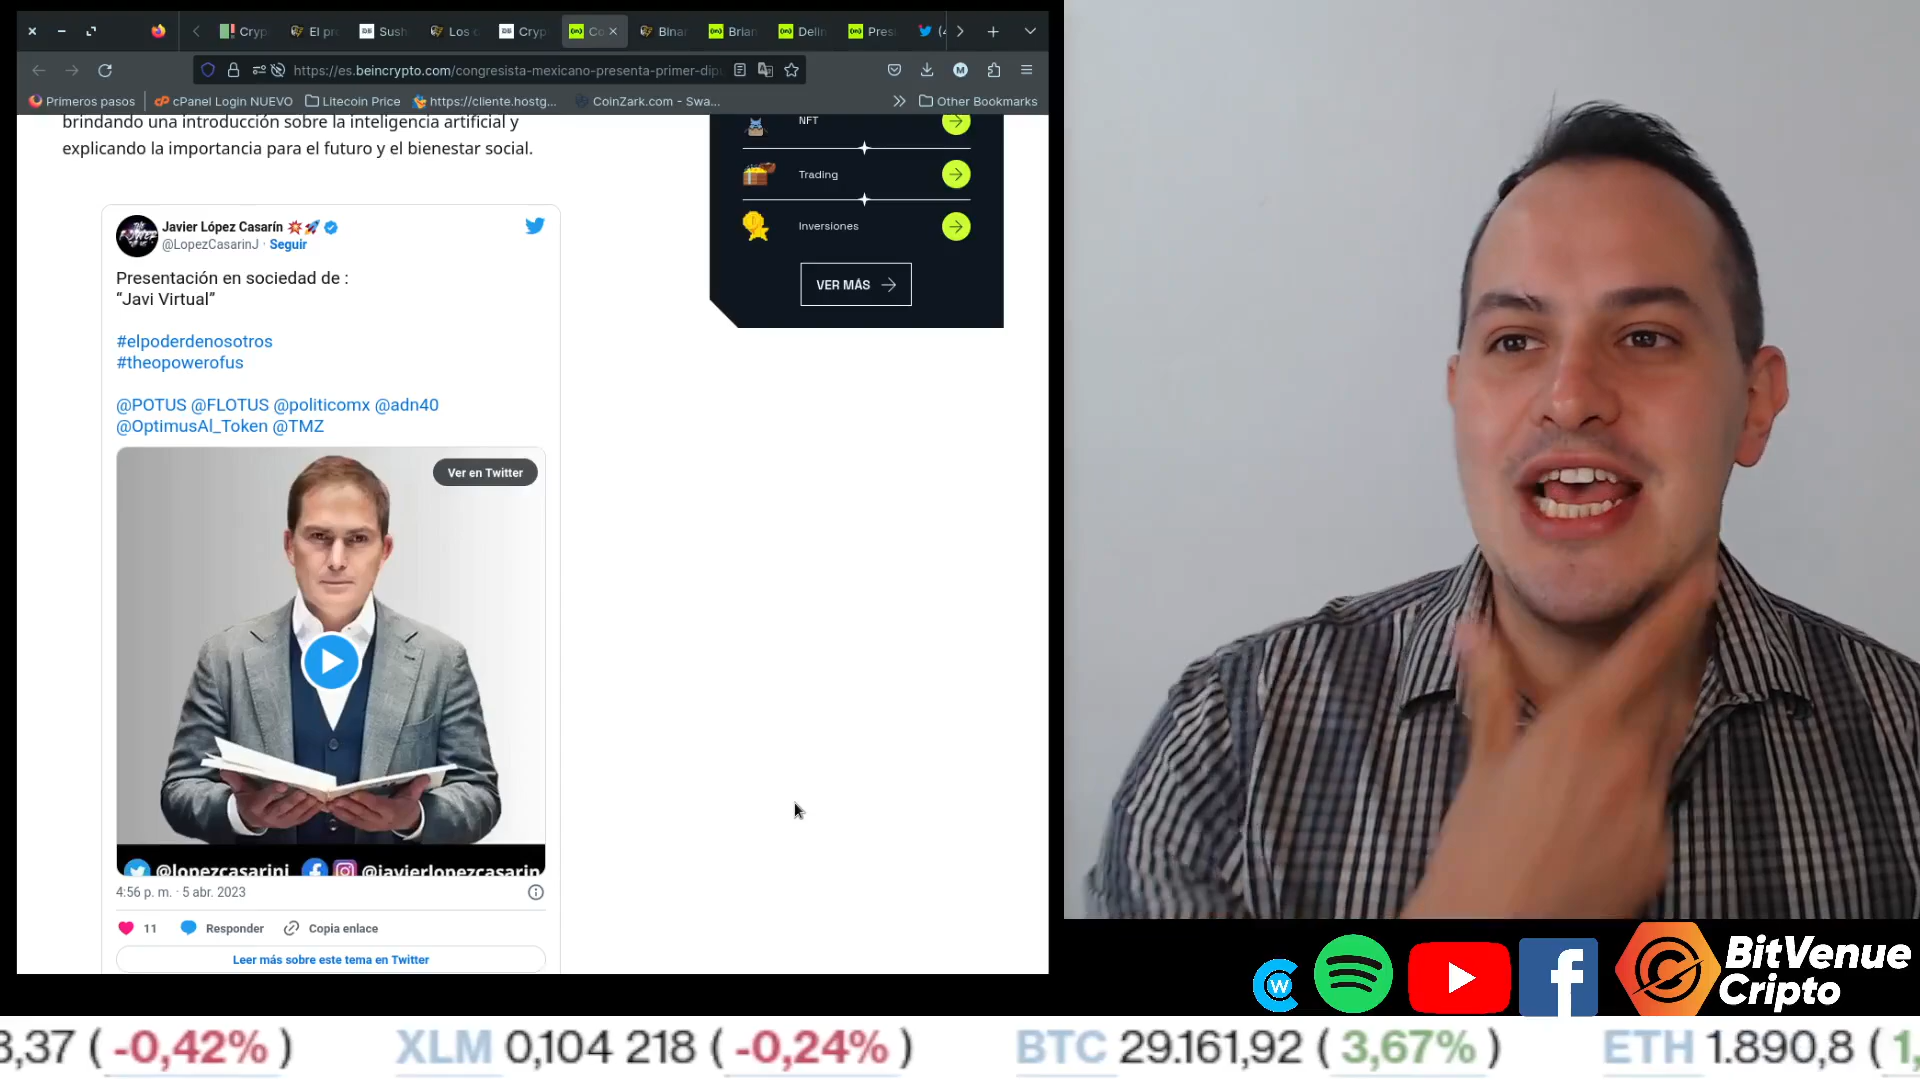 Cryp
El pr
Sush
Los c
Cryp
Co
Binar
Brian
Delin
Pres
(4
https://es.beincrypto.com/congresista-mexicano-presenta-primer-dip
M
Primeros pasos
cPanel Login NUEVO
Litecoin Price
https://cliente.hostg...
CoinZark.com - Swa...
Other Bookmarks
brindando una introducción sobre la inteligencia artificial y
explicando la importancia para el futuro y el bienestar social.
NFT
Trading
Inversiones
VER MÁS
Javier López Casarín
@LopezCasarinJ · Seguir
Presentación en sociedad de :
“Javi Virtual”
#elpoderdenosotros
#theopowerofus
@POTUS @FLOTUS @politicomx @adn40
@OptimusAl_Token @TMZ
Ver en Twitter
@lopezcasarinj
@javierlopezcasarin
4:56 p. m. · 5 abr. 2023
11
Responder
Copia enlace
Leer más sobre este tema en Twitter
BitVenue
Cripto
8,37 ( -0,42% )
XLM 0,104 218 ( -0,24% )
BTC 29.161,92 ( 3,67% )
ETH 1.890,8 ( 1,